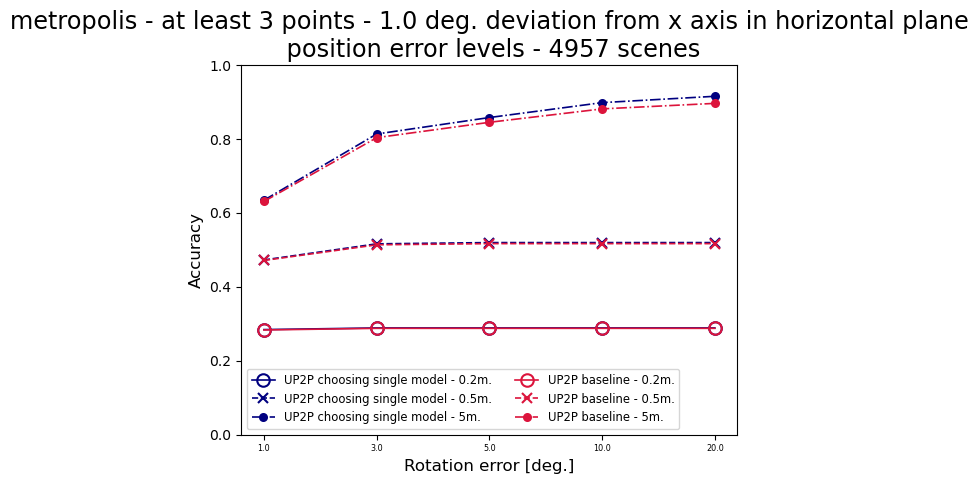 metropolis - at least 3 points - 1.0 deg. deviation from x axis in horizontal plane
position error levels - 4957 scenes
1.0
0.8
0.6
0.4
0.2
0.0
Accuracy
UP2P choosing single model - 0.2m.
UP2P choosing single model - 0.5m.
UP2P choosing single model - 5m.
UP2P baseline - 0.2m.
UP2P baseline - 0.5m.
UP2P baseline - 5m.
1.0 3.0 5.0 10.0 20.0
Rotation error [deg.]